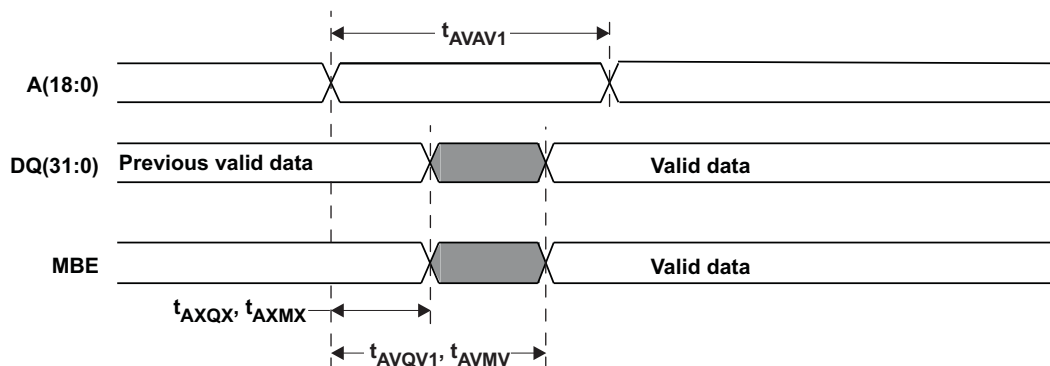 tAVAV1
A(18:0)
DQ(31:0) Previous valid data Valid data
MBE Valid data
tAXQX, tAXMX
tAVQV1, tAVMV